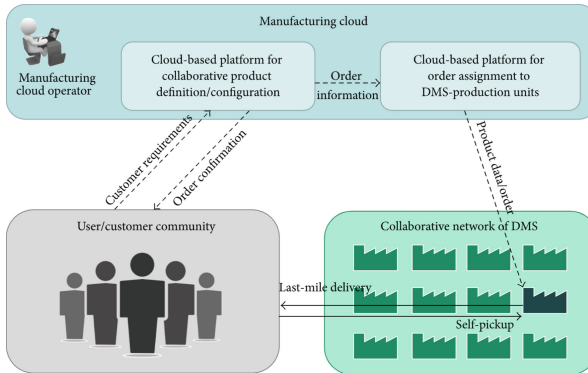 Manufacturing cloud
Manufacturing
cloud operator
Cloud-based platform for
collaborative product
definition/configuration
Order
information
Cloud-based platform for
order assignment to
DMS-production units
Customer requirements
Order confirmation
Product data/order
User/customer community
Collaborative network of DMS
Last-mile delivery
Self-pickup